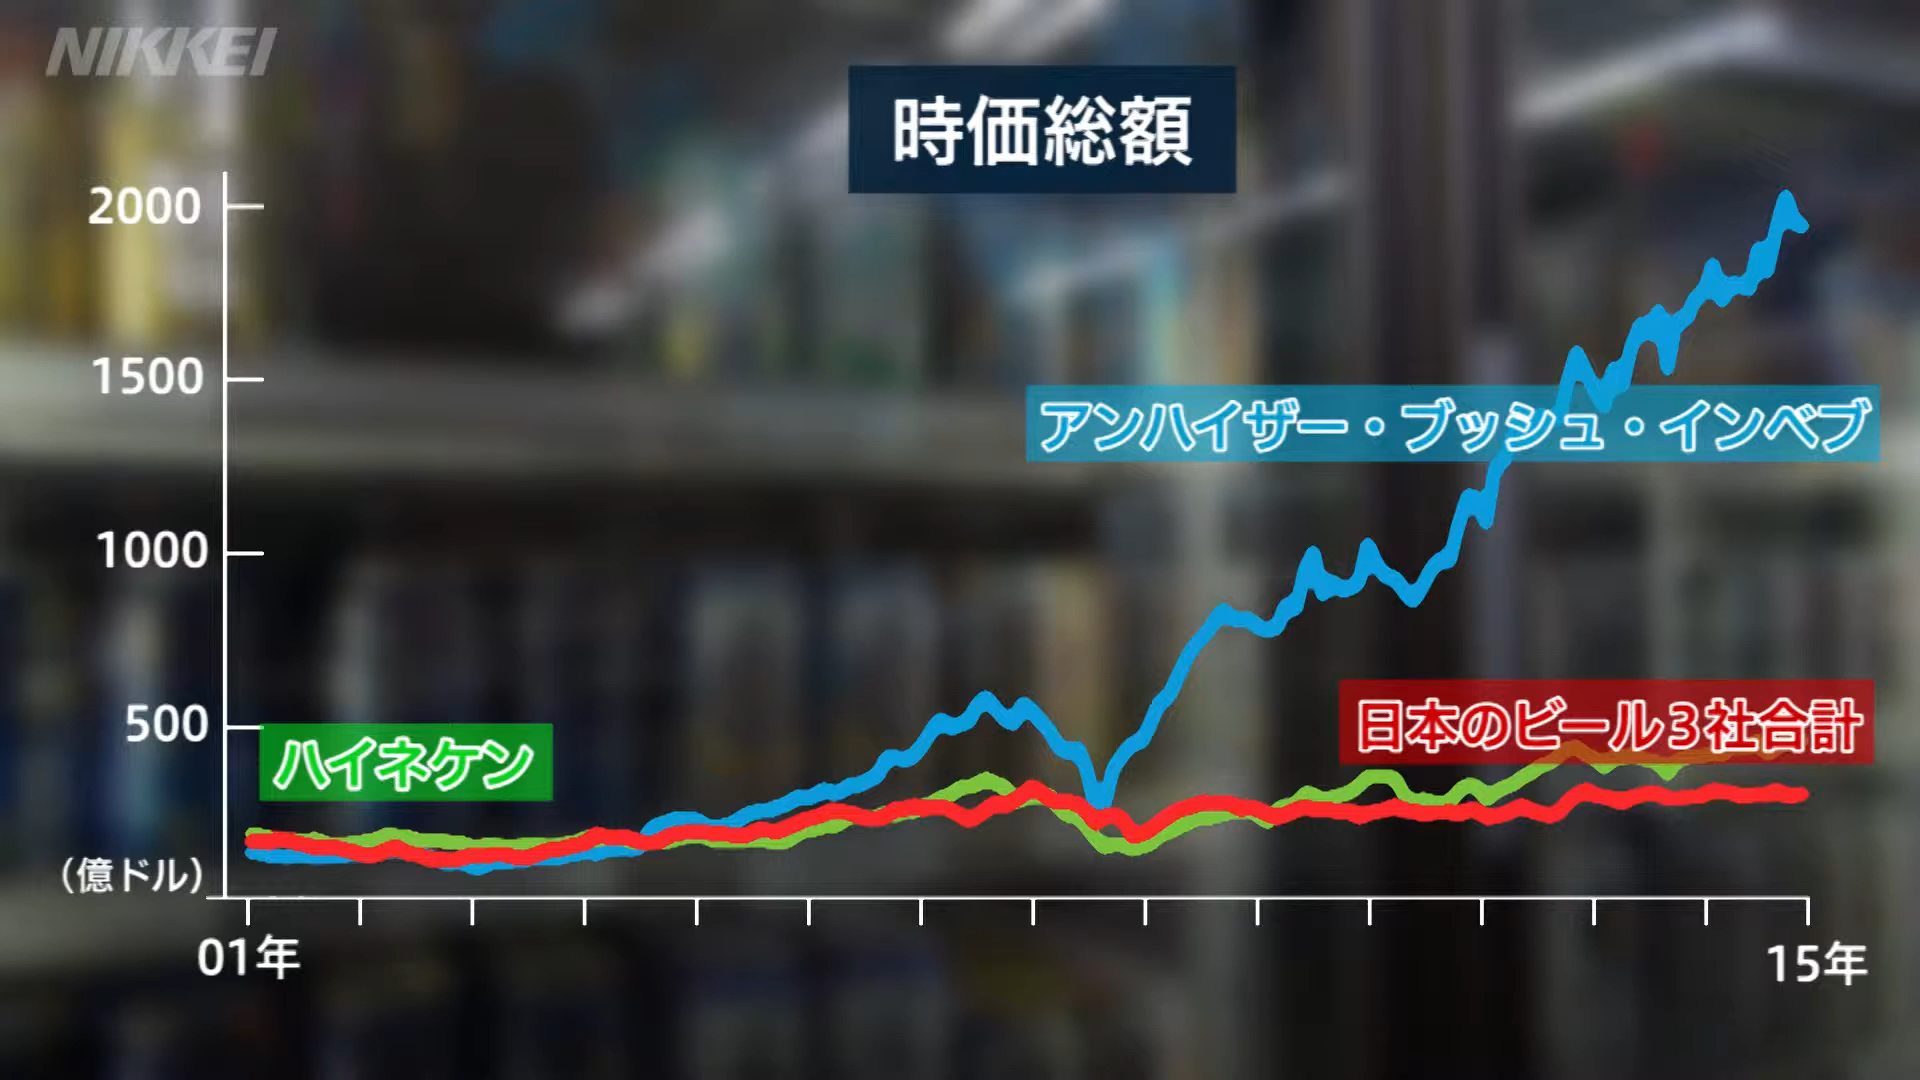 NIKKEI
時価総額
2000
1500
アンハイザー・ブッシュ・インベブ
1000
500
日本のビール3社合計
ハイネケン
（億ドル）
01年
15年